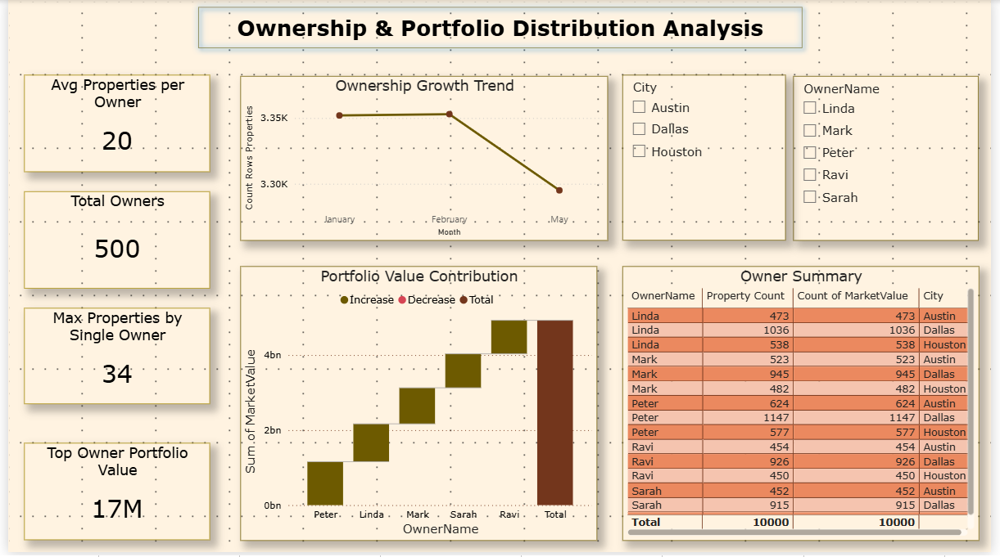 Ownership & Portfolio Distribution Analysis
Avg Properties per
Owner
20
Total Owners
500
Max Properties by
Single Owner
34
Top Owner Portfolio
Value
17M
Ownership Growth Trend
Count Rows Properties
3.35K
3.30K
January February May
Month
City
Austin
Dallas
Houston
OwnerName
Linda
Mark
Peter
Ravi
Sarah
Portfolio Value Contribution
Increase Decrease Total
Sum of MarketValue
4bn
2bn
0bn
Peter Linda Mark Sarah Ravi Total
OwnerName
Owner Summary
OwnerName Property Count Count of MarketValue City
Linda 473 473 Austin
Linda 1036 1036 Dallas
Linda 538 538 Houston
Mark 523 523 Austin
Mark 945 945 Dallas
Mark 482 482 Houston
Peter 624 624 Austin
Peter 1147 1147 Dallas
Peter 577 577 Houston
Ravi 454 454 Austin
Ravi 926 926 Dallas
Ravi 450 450 Houston
Sarah 452 452 Austin
Sarah 915 915 Dallas
Total 10000 10000